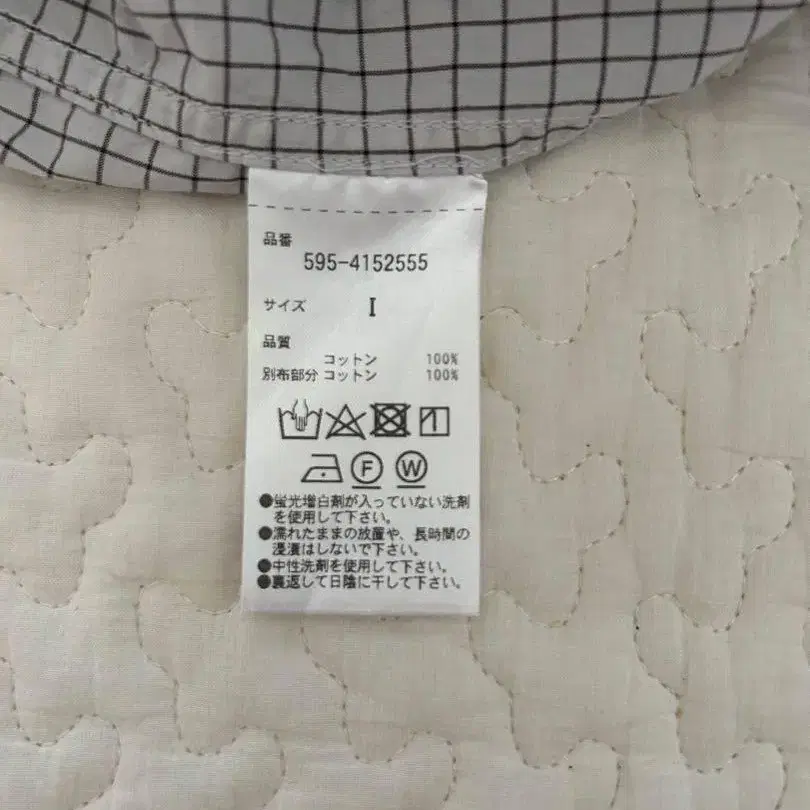 品番
595-4152555
サイズ I
品質
コットン 100%
別布部分 コットン 100%
F W
●蛍光増白剤が入っていない洗剤
を使用して下さい。
●濡れたままの放置や、長時間の
浸漬はしないで下さい。
●中性洗剤を使用して下さい。
●裏返して日陰に干して下さい。